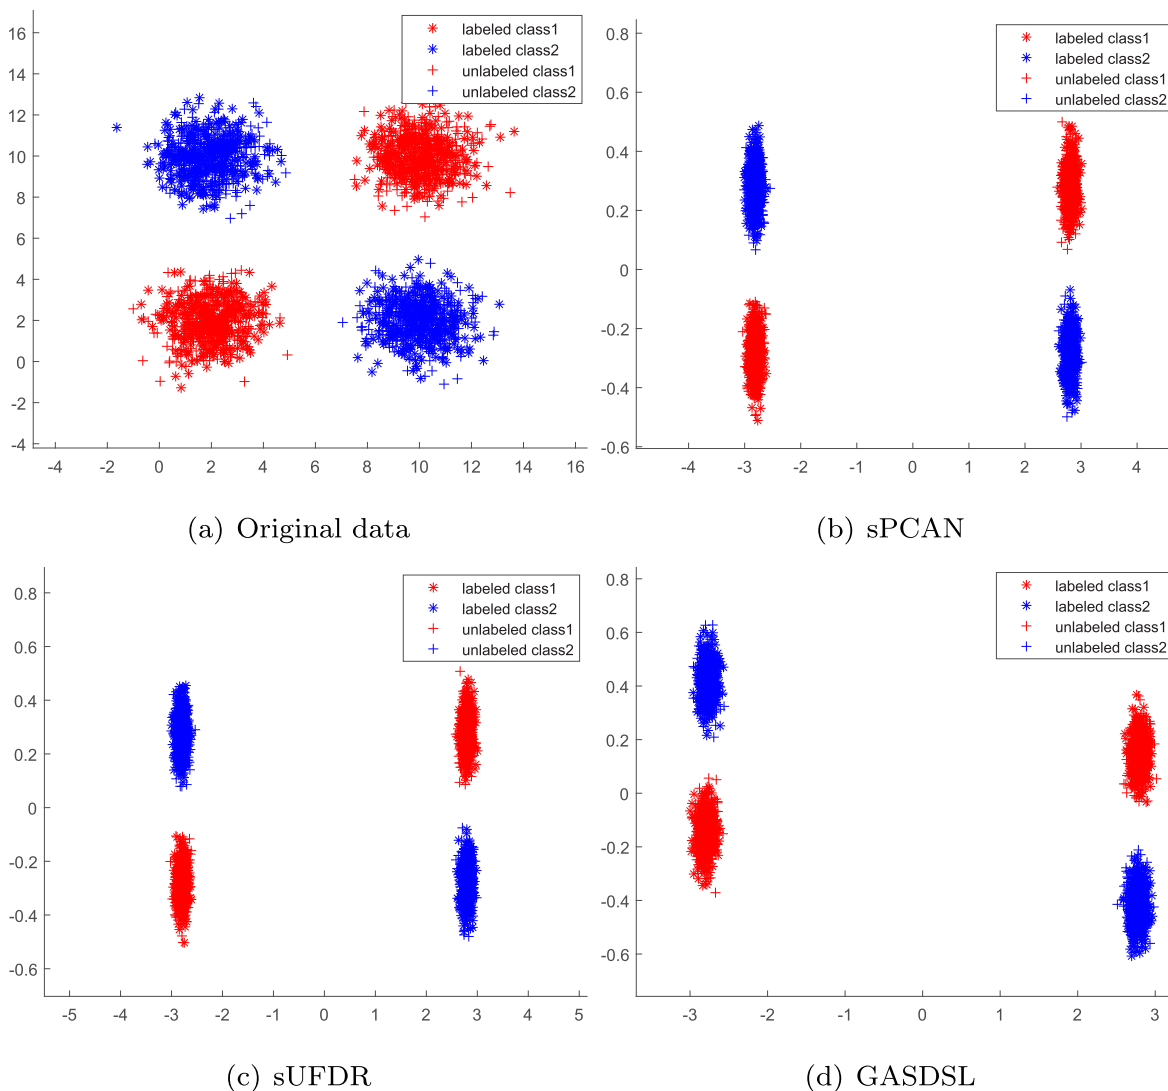 16
14
12
10
8
6
4
2
0
-2
-4
-4 -2 0 2 4 6 8 10 12 14 16
labeled class1
labeled class2
unlabeled class1
unlabeled class2
(a) Original data
0.8
0.6
0.4
0.2
0
-0.2
-0.4
-0.6
-4 -3 -2 -1 0 1 2 3 4
labeled class1
labeled class2
unlabeled class1
unlabeled class2
(b) sPCAN
0.8
0.6
0.4
0.2
0
-0.2
-0.4
-0.6
-5 -4 -3 -2 -1 0 1 2 3 4 5
labeled class1
labeled class2
unlabeled class1
unlabeled class2
(c) sUFDR
0.8
0.6
0.4
0.2
0
-0.2
-0.4
-0.6
-3 -2 -1 0 1 2 3
labeled class1
labeled class2
unlabeled class1
unlabeled class2
(d) GASDSL